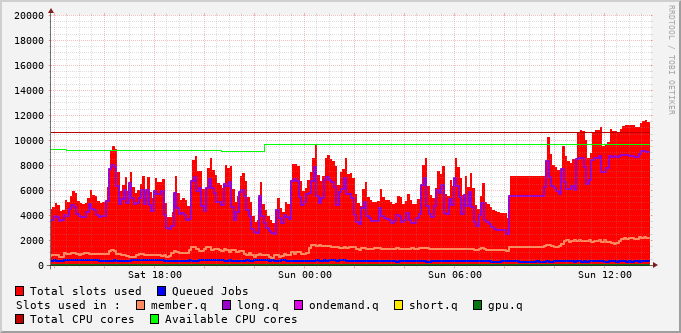 20000
18000
16000
14000
12000
10000
8000
6000
4000
2000
0
Sat 18:00 Sun 00:00 Sun 06:00 Sun 12:00
Total slots used Queued Jobs
Slots used in : member.q long.q ondemand.q short.q gpu.q
Total CPU cores Available CPU cores
RRDTOOL / TOBI OETIKER